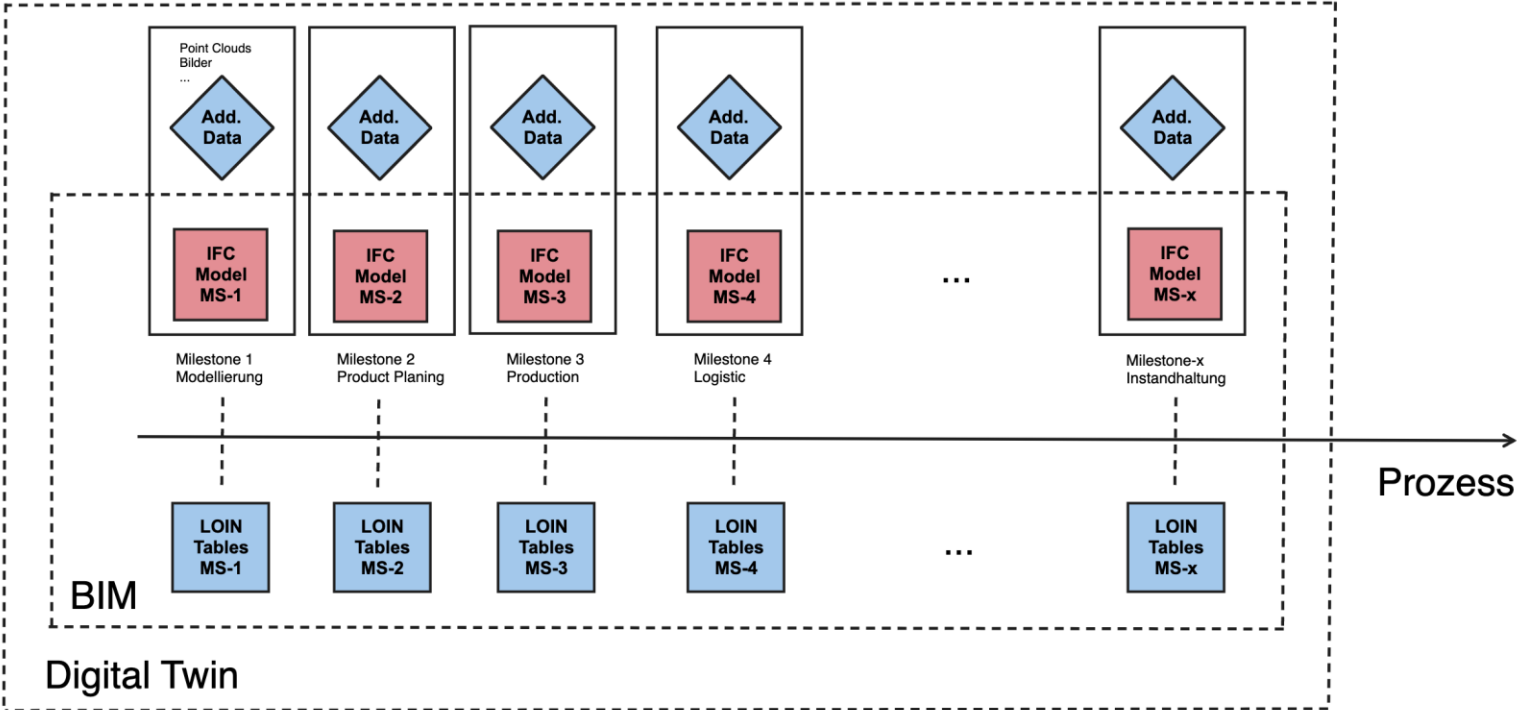 Point Clouds
Bilder
...
Add.
Data
Add.
Data
Add.
Data
Add.
Data
Add.
Data
IFC
Model
MS-1
IFC
Model
MS-2
IFC
Model
MS-3
IFC
Model
MS-4
...
IFC
Model
MS-x
Milestone 1
Modellierung
Milestone 2
Product Planing
Milestone 3
Production
Milestone 4
Logistic
Milestone-x
Instandhaltung
Prozess
LOIN
Tables
MS-1
LOIN
Tables
MS-2
LOIN
Tables
MS-3
LOIN
Tables
MS-4
...
LOIN
Tables
MS-x
BIM
Digital Twin